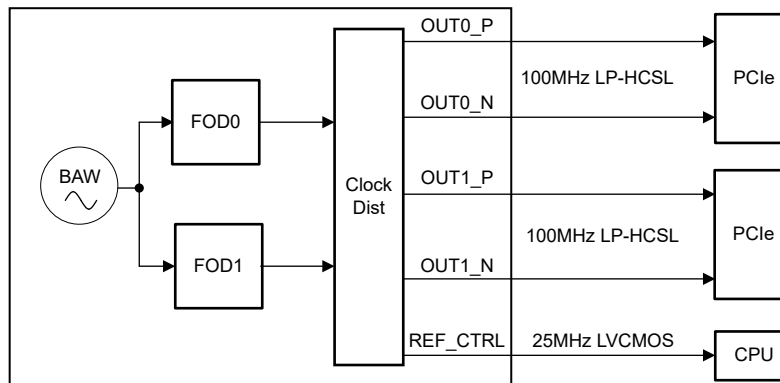 OUT0_P
100MHz LP-HCSL
PCIe
FOD0
OUT0_N
BAW
Clock
Dist
OUT1_P
100MHz LP-HCSL
PCIe
FOD1
OUT1_N
REF_CTRL
25MHz LVCMOS
CPU